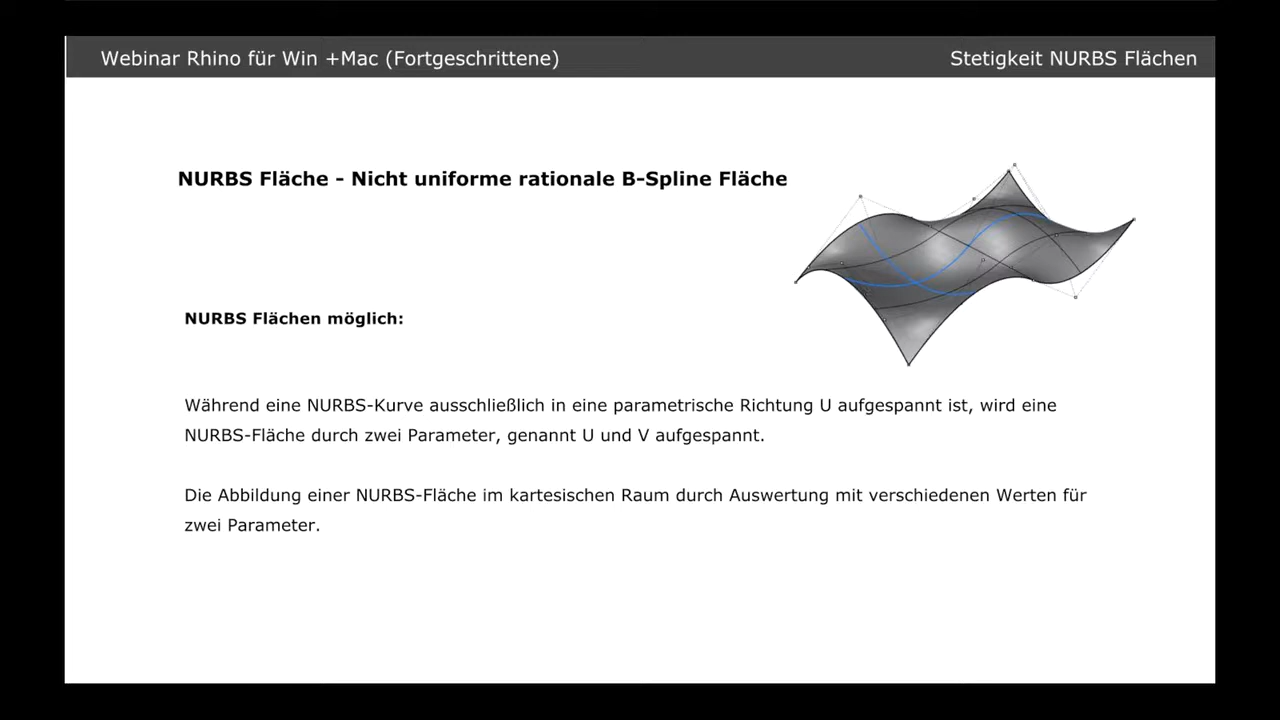 Webinar Rhino für Win +Mac (Fortgeschrittene)
Stetigkeit NURBS Flächen
NURBS Fläche - Nicht uniforme rationale B-Spline Fläche
NURBS Flächen möglich:
Während eine NURBS-Kurve ausschließlich in eine parametrische Richtung U aufgespannt ist, wird eine
NURBS-Fläche durch zwei Parameter, genannt U und V aufgespannt.
Die Abbildung einer NURBS-Fläche im kartesischen Raum durch Auswertung mit verschiedenen Werten für
zwei Parameter.